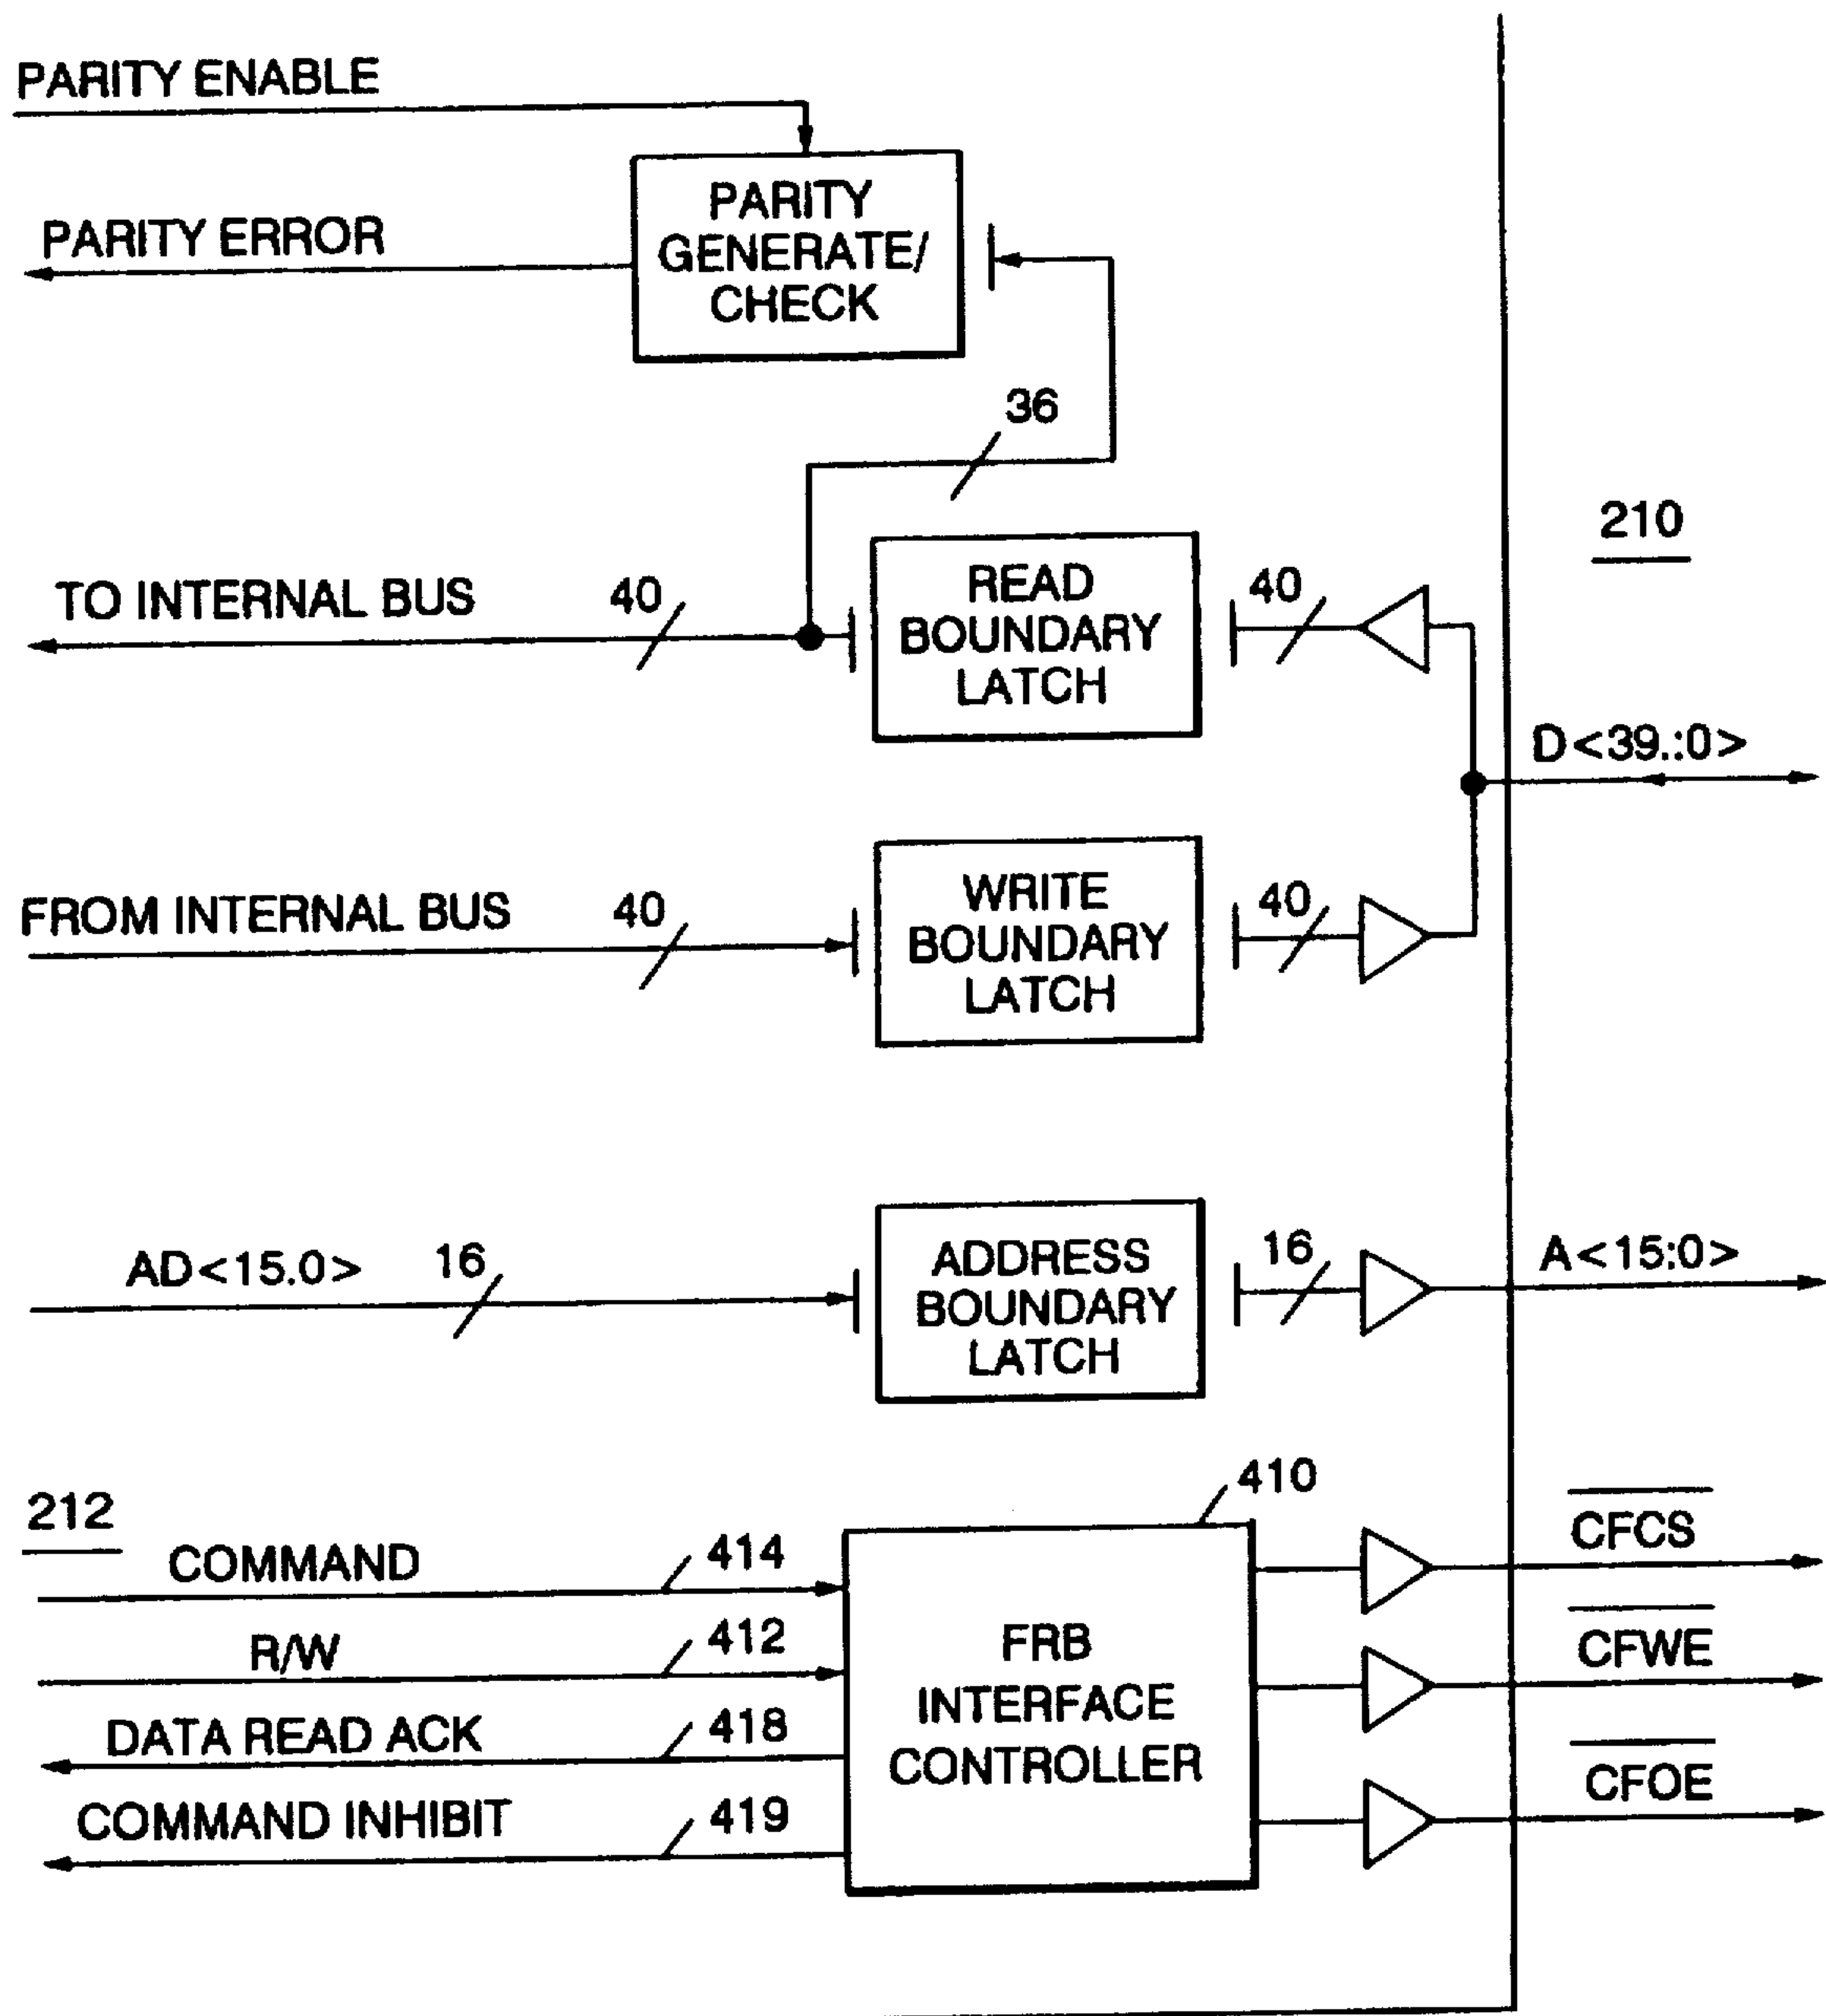 PARITY ENABLE
PARITY
GENERATE/
CHECK
PARITY ERROR
36
210
TO INTERNAL BUS
40
READ
BOUNDARY
LATCH
40
D<39.:0>
FROM INTERNAL BUS
40
WRITE
BOUNDARY
LATCH
40
AD<15.0>
16
ADDRESS
BOUNDARY
LATCH
16
A<15:0>
212
410
COMMAND
414
R/W
412
DATA READ ACK
418
COMMAND INHIBIT
419
FRB
INTERFACE
CONTROLLER
CFCS
CFWE
CFOE